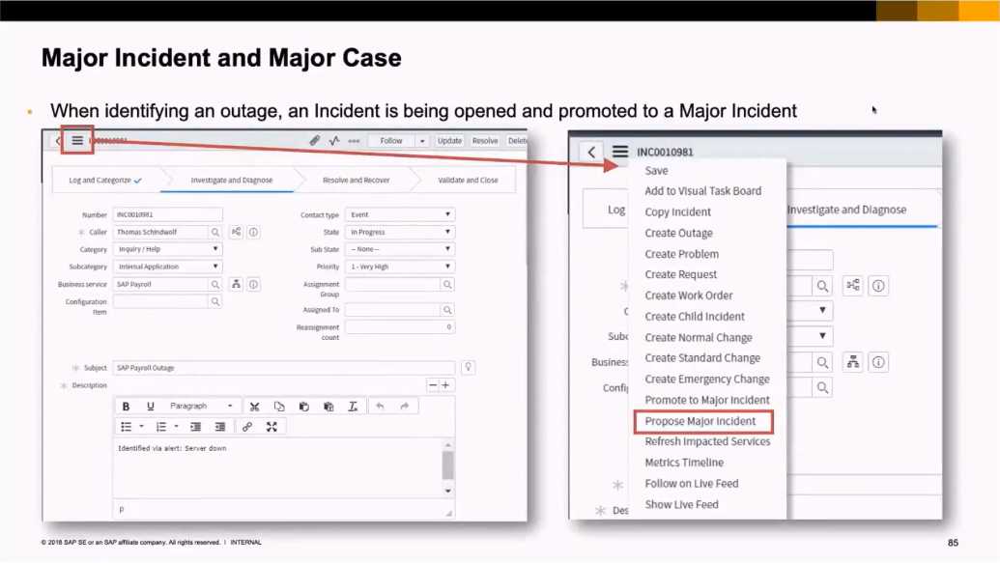 Major Incident and Major Case
• When identifying an outage, an Incident is being opened and promoted to a Major Incident
INC0010981
Follow
Update
Resolve
Delete
Log and Categorize
Investigate and Diagnose
Resolve and Recover
Validate and Close
Number INC0010981
Caller Thomas Schindwolf
Category Inquiry / Help
Subcategory Internal Application
Business service SAP Payroll
Configuration
Item
Contact type Event
State In Progress
Sub State -- None --
Priority 1 - Very High
Assignment
Group
Assigned To
Reassignment
count
0
Subject SAP Payroll Outage
Description
B U Paragraph
Identified via alert: Server down
p
INC0010981
Save
Add to Visual Task Board
Copy Incident
Create Outage
Create Problem
Create Request
Create Work Order
Create Child Incident
Create Normal Change
Create Standard Change
Create Emergency Change
Promote to Major Incident
Propose Major Incident
Refresh Impacted Services
Metrics Timeline
Follow on Live Feed
Show Live Feed
Log
Investigate and Diagnose
Subc
Business
Config
Des
© 2018 SAP SE or an SAP affiliate company. All rights reserved. | INTERNAL
85